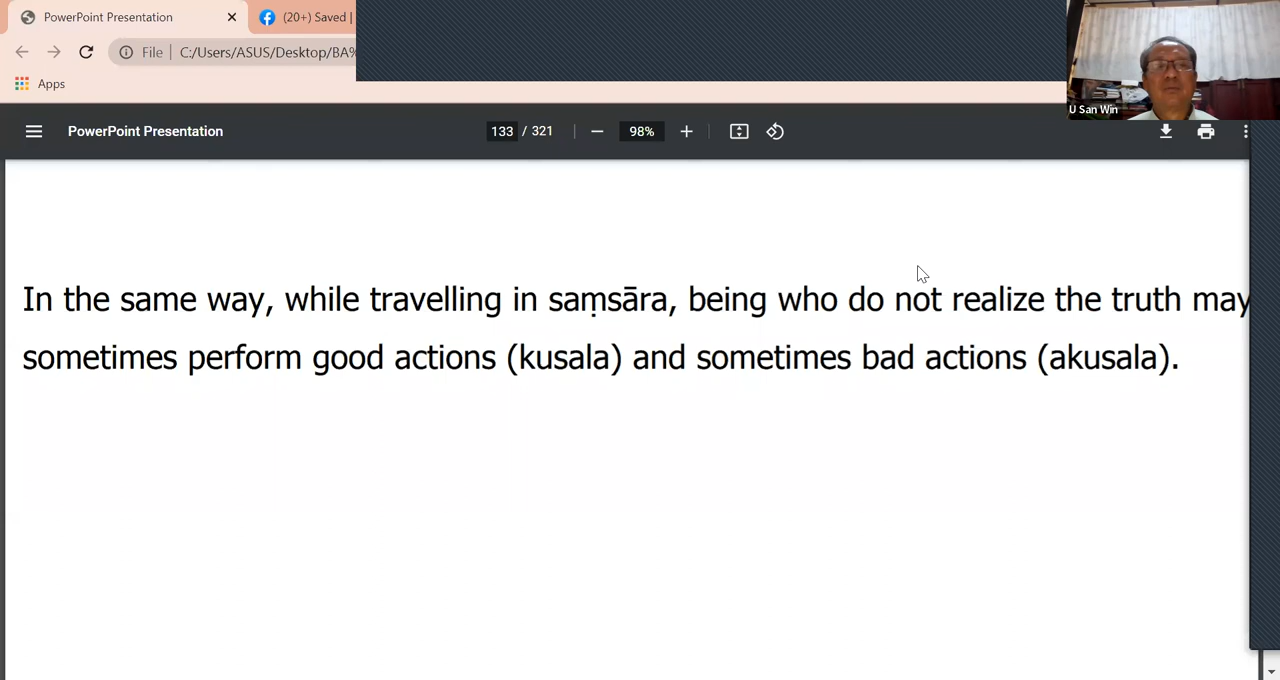 PowerPoint Presentation
(20+) Saved |
File | C:/Users/ASUS/Desktop/BA%
Apps
U San Win
PowerPoint Presentation
133 / 321
98%
In the same way, while travelling in saṃsāra, being who do not realize the truth may
sometimes perform good actions (kusala) and sometimes bad actions (akusala).